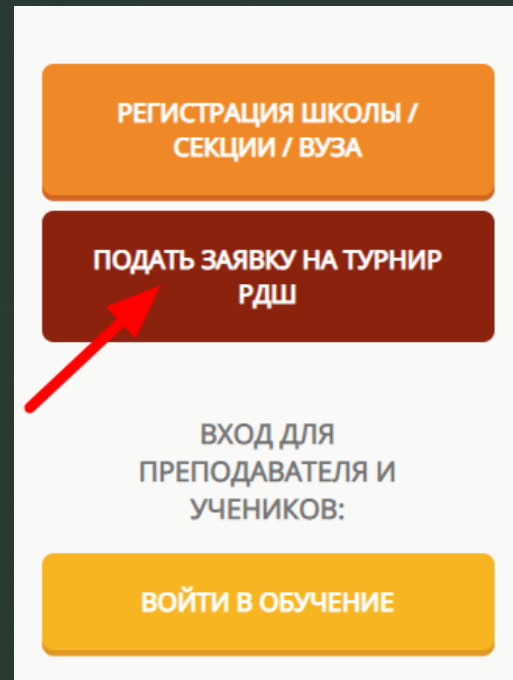 РЕГИСТРАЦИЯ ШКОЛЫ /
СЕКЦИИ / ВУЗА
ПОДАТЬ ЗАЯВКУ НА ТУРНИР
РДШ
ВХОД ДЛЯ
ПРЕПОДАВАТЕЛЯ И
УЧЕНИКОВ:
ВОЙТИ В ОБУЧЕНИЕ